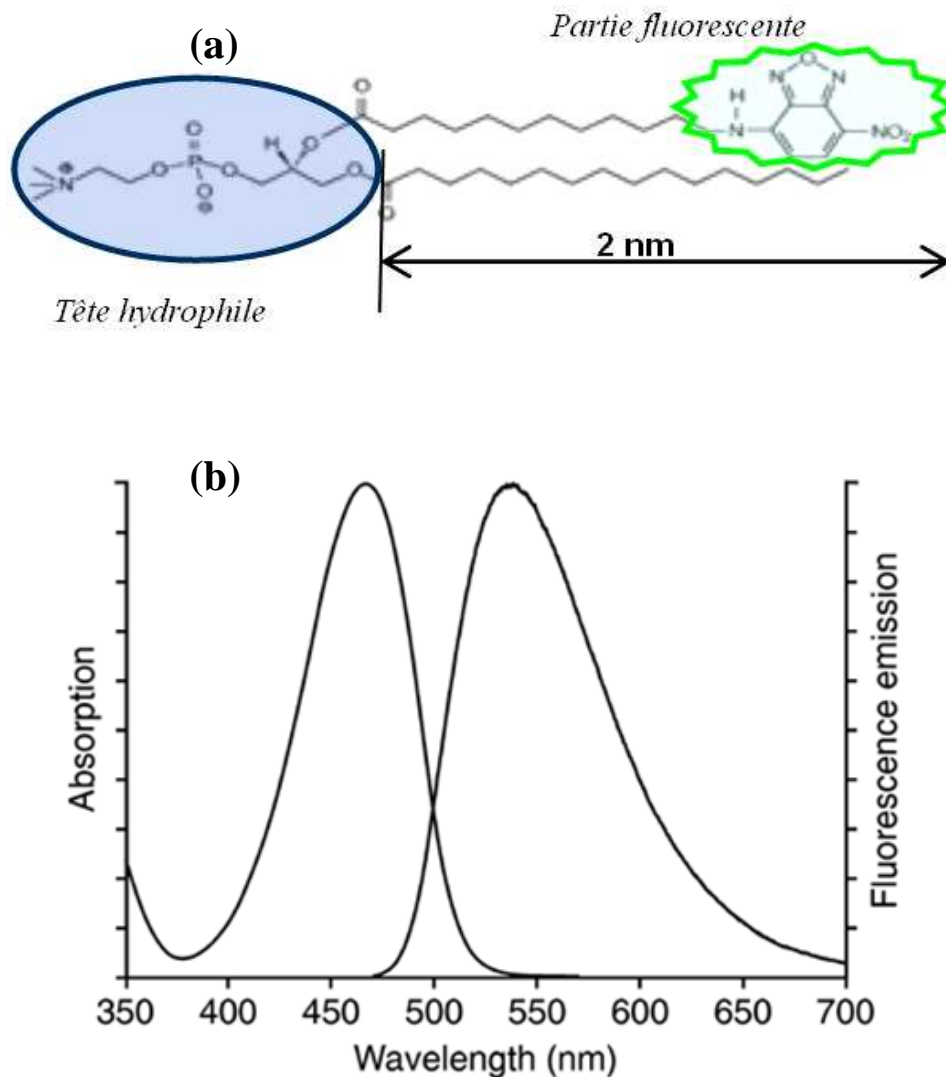 (a)
Partie fluorescente
O
N N
H
N
NO₂
O
O
H
O
P
O
O
N
⊕
O
⊖
O
O
2 nm
Tête hydrophile
(b)
Absorption
Fluorescence emission
350 400 450 500 550 600 650 700
Wavelength (nm)